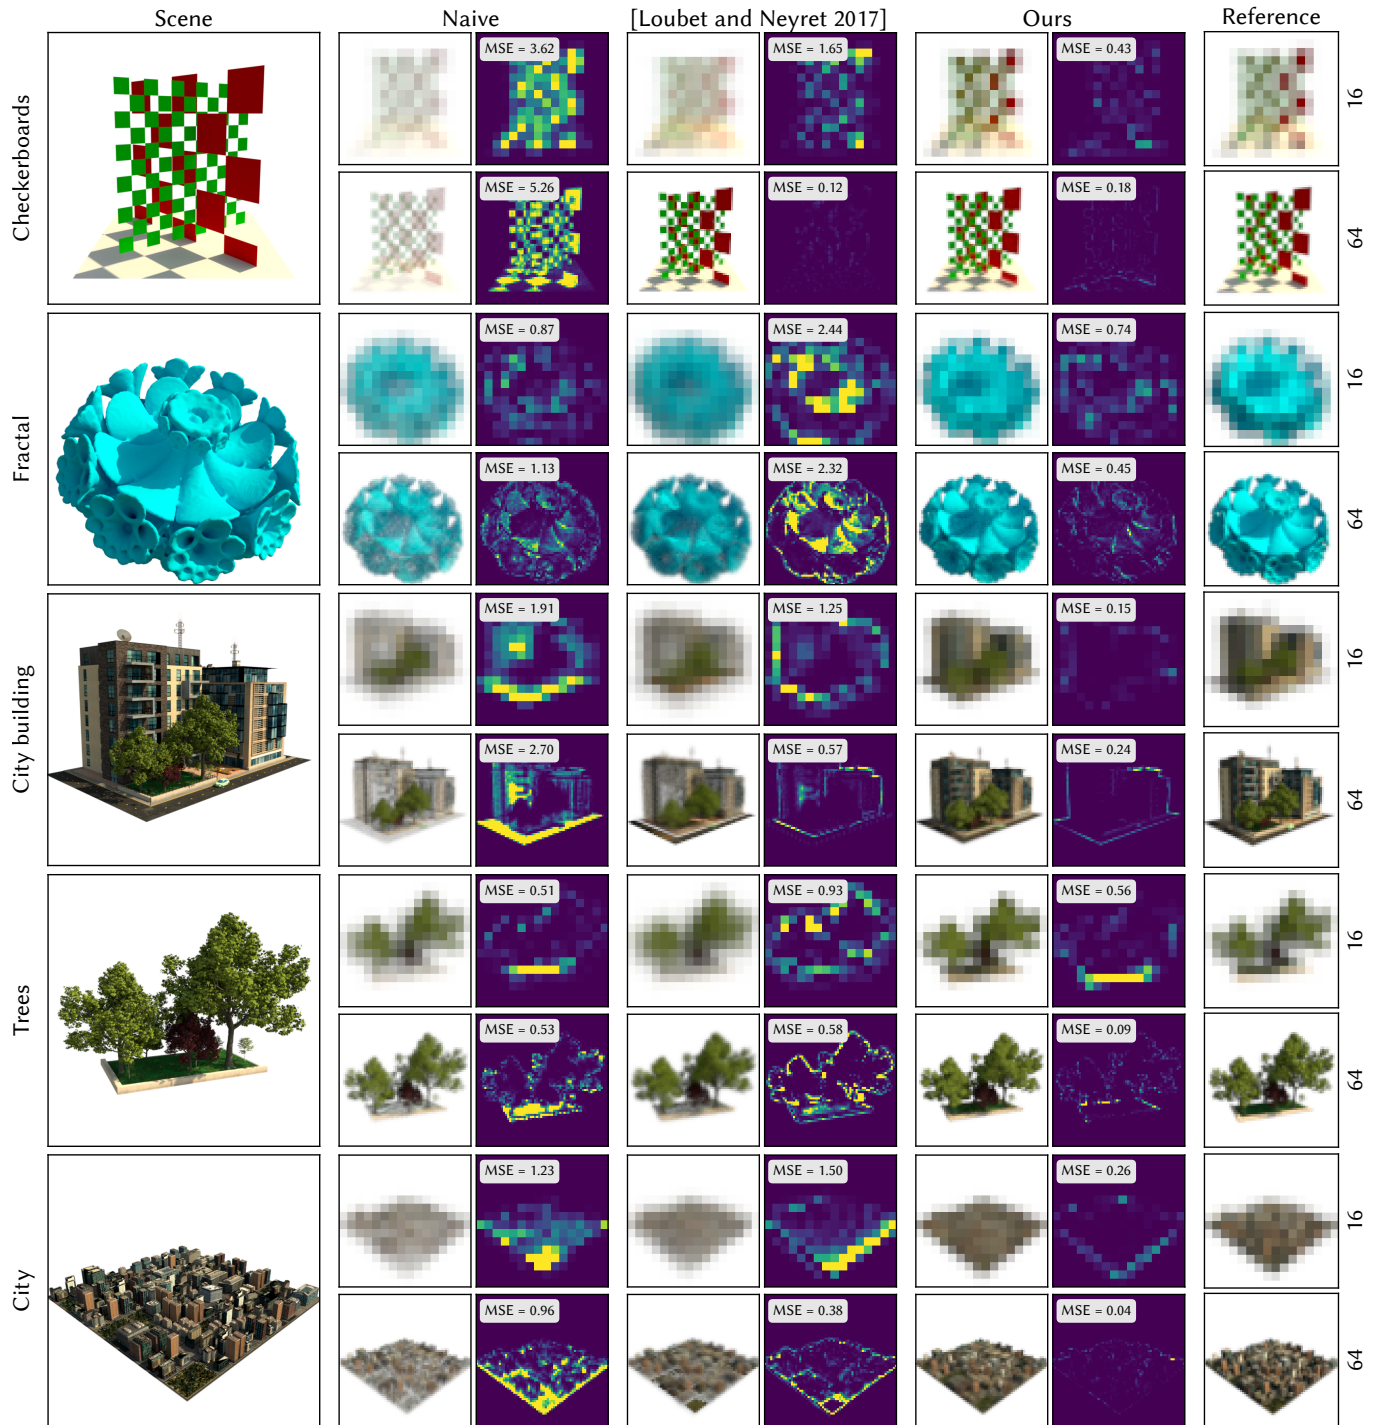 Scene
Naive
[Loubet and Neyret 2017]
Ours
Reference
Checkerboards
MSE = 3.62
MSE = 1.65
MSE = 0.43
16
MSE = 5.26
MSE = 0.12
MSE = 0.18
64
Fractal
MSE = 0.87
MSE = 2.44
MSE = 0.74
16
MSE = 1.13
MSE = 2.32
MSE = 0.45
64
City building
MSE = 1.91
MSE = 1.25
MSE = 0.15
16
MSE = 2.70
MSE = 0.57
MSE = 0.24
64
Trees
MSE = 0.51
MSE = 0.93
MSE = 0.56
16
MSE = 0.53
MSE = 0.58
MSE = 0.09
64
City
MSE = 1.23
MSE = 1.50
MSE = 0.26
16
MSE = 0.96
MSE = 0.38
MSE = 0.04
64